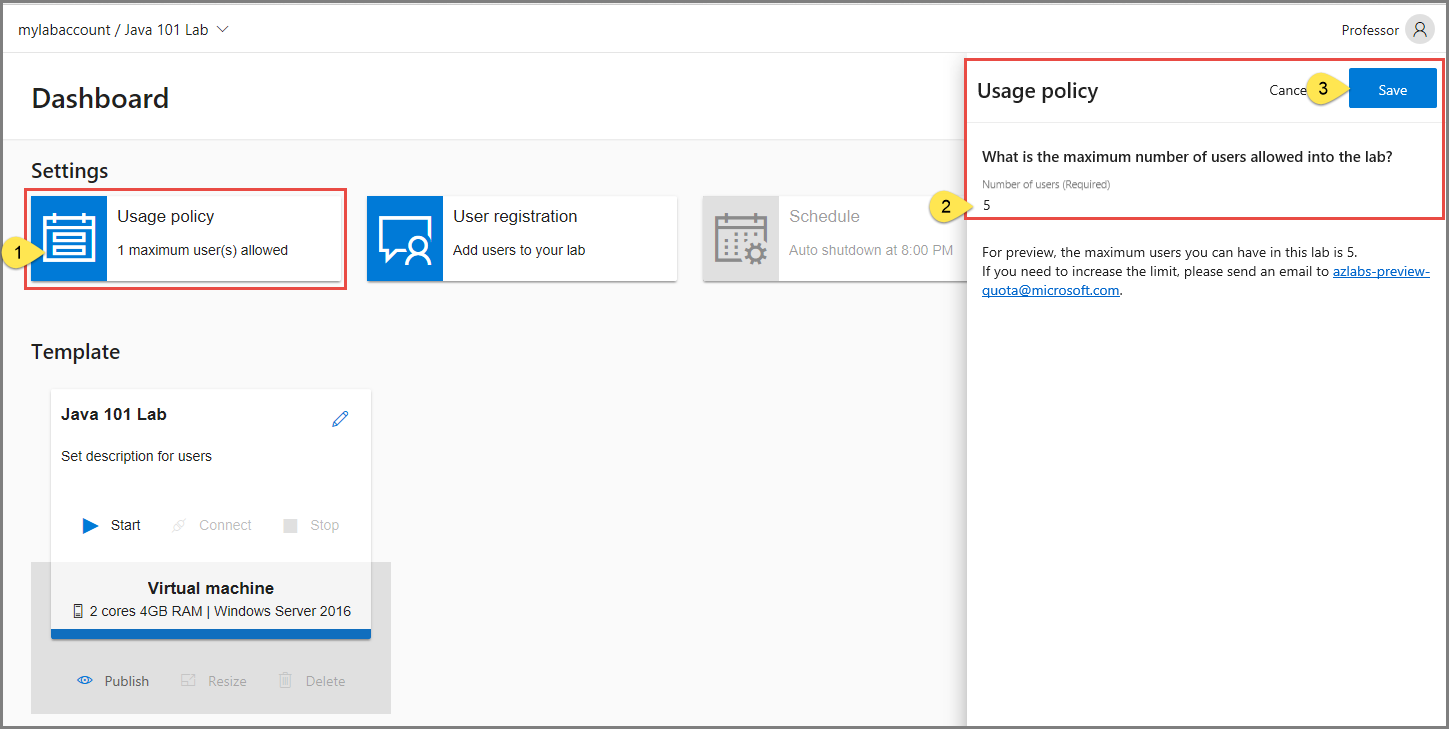 mylabaccount / Java 101 Lab
Professor
Dashboard
Settings
1
Usage policy
1 maximum user(s) allowed
User registration
Add users to your lab
Schedule
Auto shutdown at 8:00 PM
Template
Java 101 Lab
Set description for users
Start Connect Stop
Virtual machine
2 cores 4GB RAM | Windows Server 2016
Publish Resize Delete
Usage policy
Cance
3
Save
What is the maximum number of users allowed into the lab?
Number of users (Required)
2
5
For preview, the maximum users you can have in this lab is 5.
If you need to increase the limit, please send an email to azlabs-preview-
quota@microsoft.com.